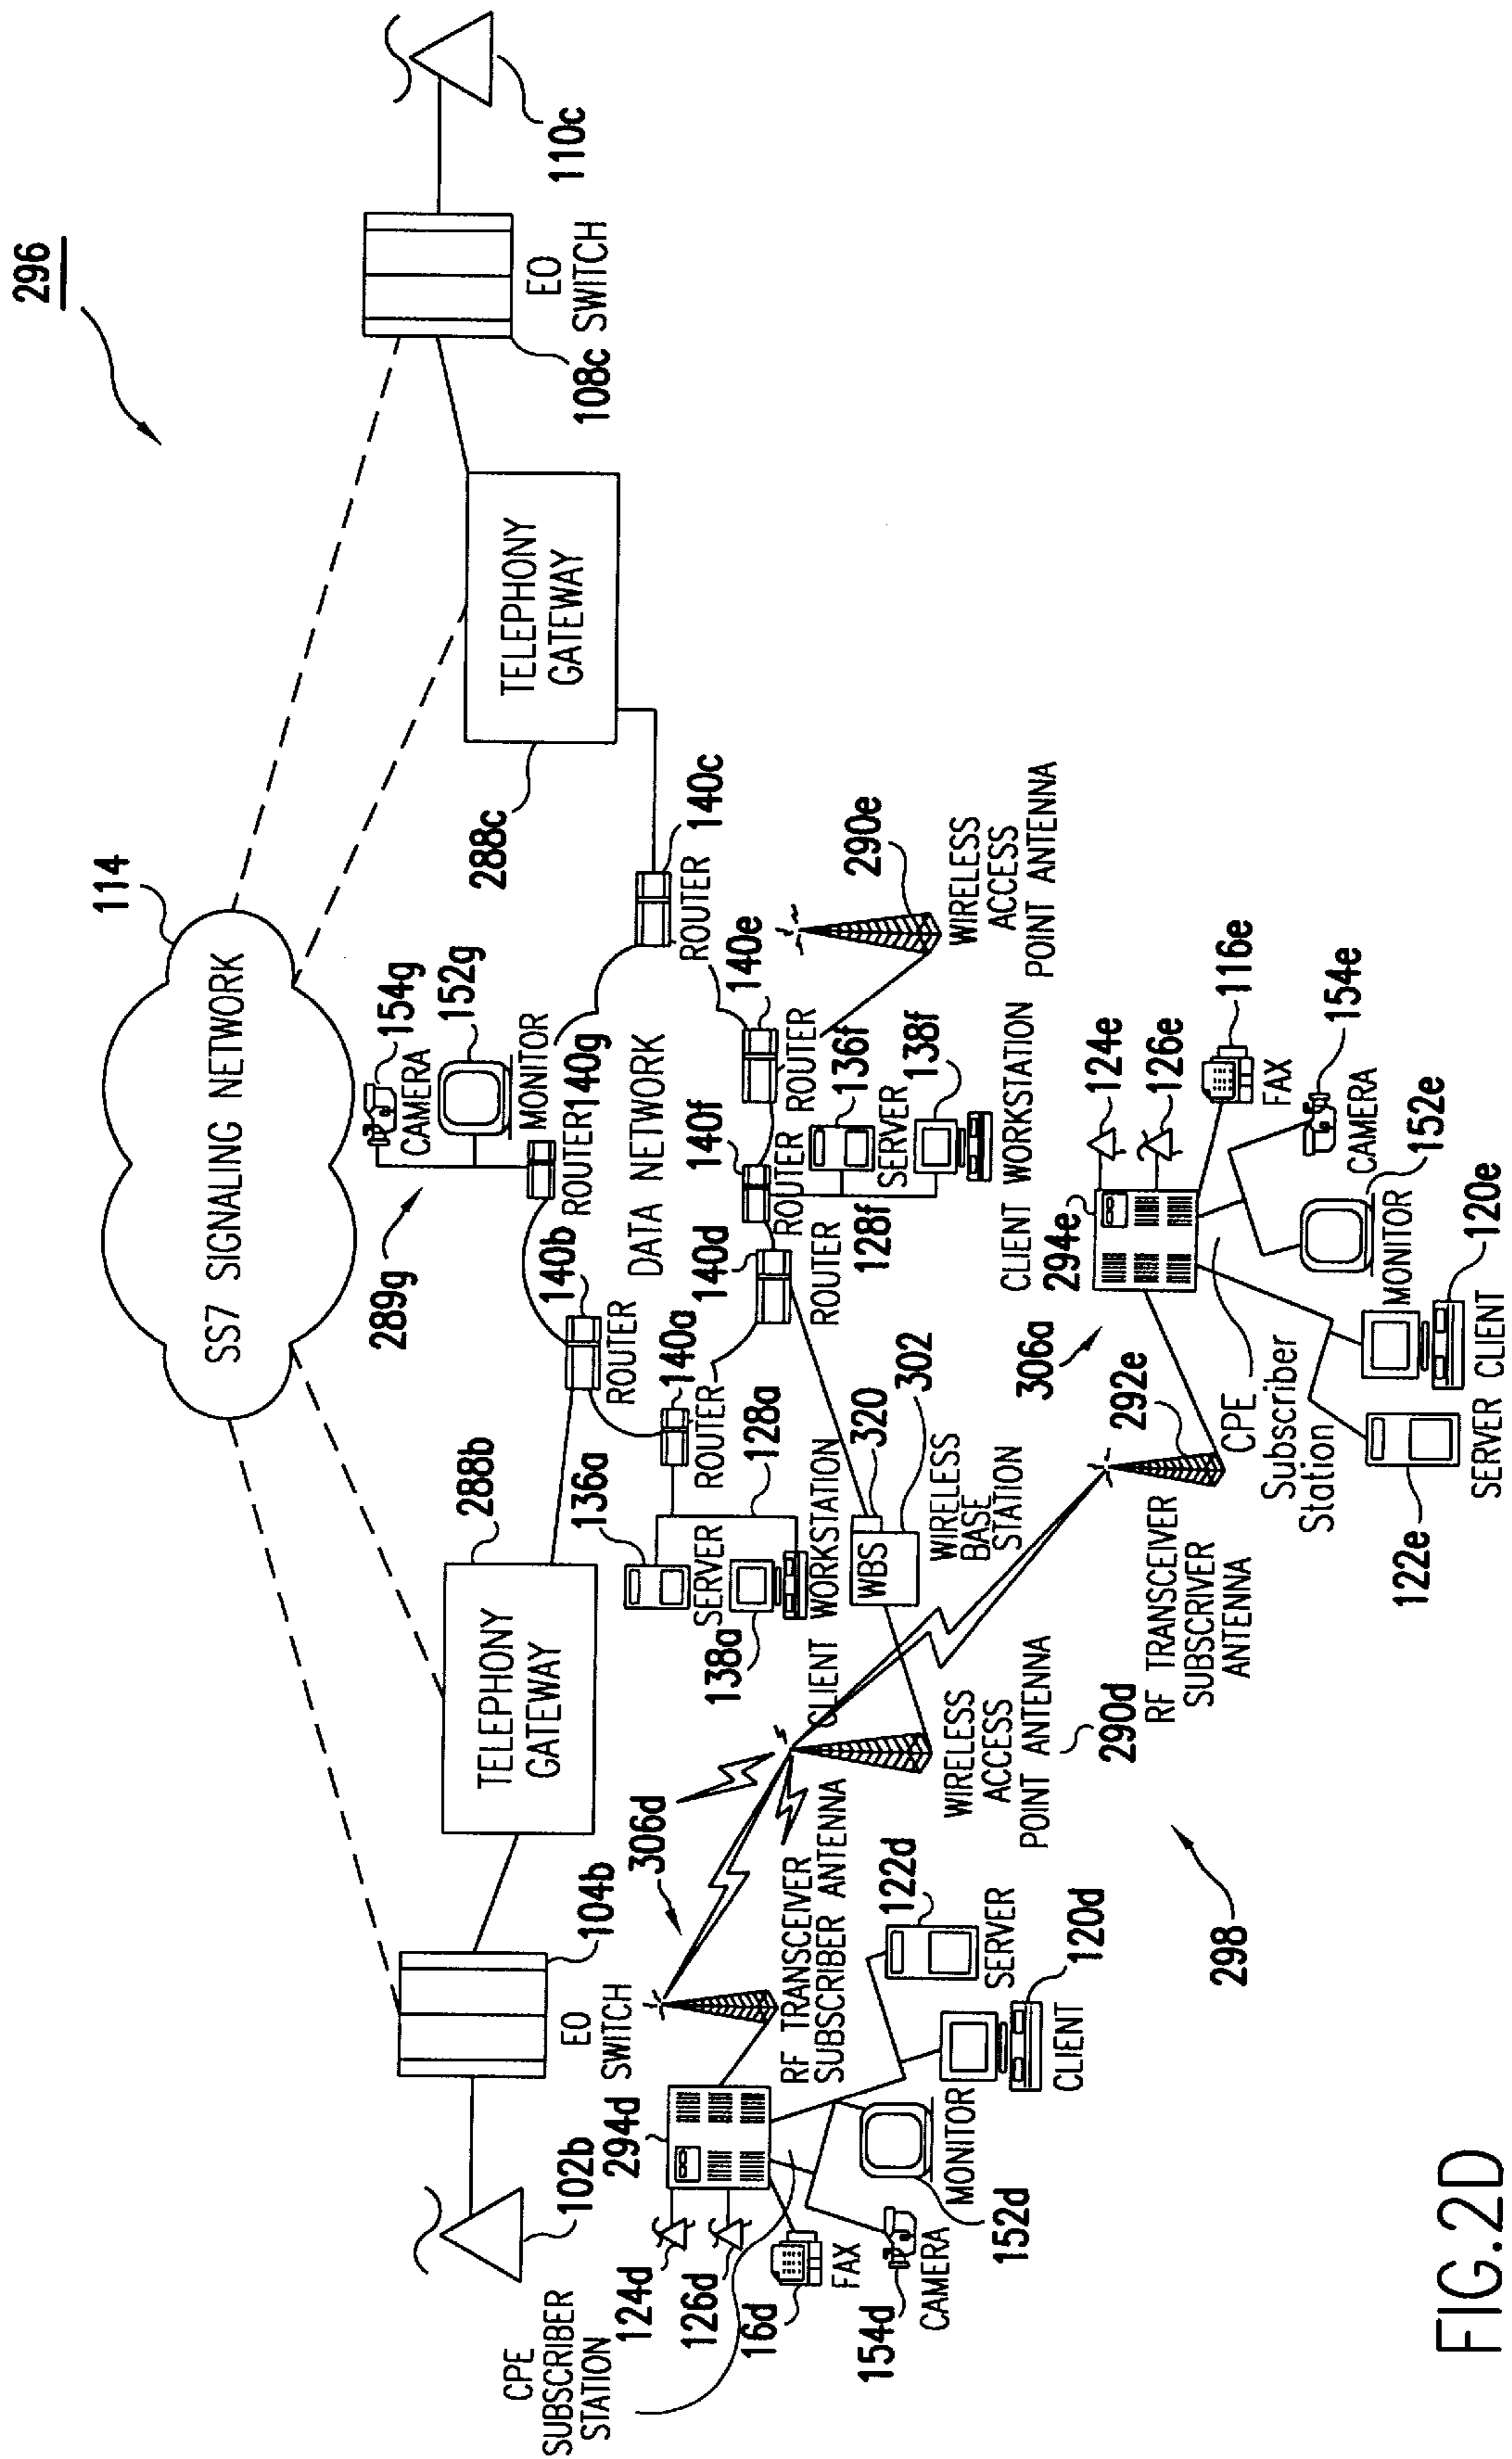 296
114
SS7 SIGNALING NETWORK
110c
EO
SWITCH
108c
TELEPHONY
GATEWAY
288c
154g
CAMERA
152g
MONITOR
289g
ROUTER
140g
140b
ROUTER
DATA NETWORK
140c
ROUTER
140e
ROUTER
290e
WIRELESS
ACCESS
POINT ANTENNA
140f
ROUTER
136f
SERVER
138f
128f
CLIENT WORKSTATION
140d
ROUTER
140a
ROUTER
128a
136a
SERVER
138a
CLIENT WORKSTATION
288b
TELEPHONY
GATEWAY
104b
EO
SWITCH
102b
320
302
WBS
WIRELESS
BASE
STATION
WIRELESS
ACCESS
POINT ANTENNA
290d
306d
RF TRANSCEIVER
SUBSCRIBER ANTENNA
294d
CPE
SUBSCRIBER
STATION
124d
126d
16d
FAX
154d
CAMERA
152d
MONITOR
122d
SERVER
120d
CLIENT
298
292e
RF TRANSCEIVER
SUBSCRIVER
ANTENNA
306a
294e
CPE
Subscriber
Station
124e
126e
116e
FAX
154e
CAMERA
152e
MONITOR
120e
CLIENT
122e
SERVER
FIG.2D